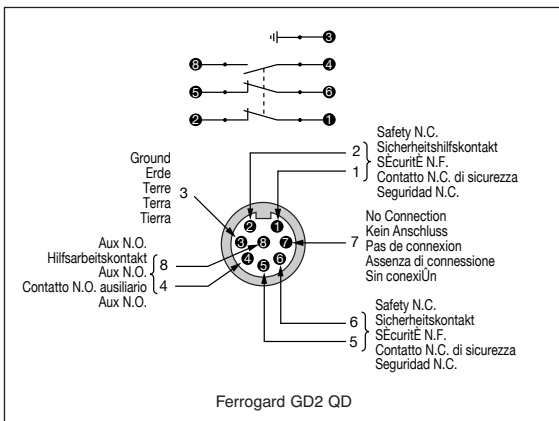 3
8 4
5 6
2 1
Safety N.C.
2 Sicherheitshilfskontakt
SÈcuritÈ N.F.
1 Contatto N.C. di sicurezza
Seguridad N.C.
Ground
Erde
Terre 3
Terra
Tierra
2 1
3 8 7
4 5 6
No Connection
Kein Anschluss
7 Pas de connexion
Assenza di connessione
Sin conexiÛn
Aux N.O.
Hilfsarbeitskontakt 8
Aux N.O.
Contatto N.O. ausiliario 4
Aux N.O.
Safety N.C.
6 Sicherheitskontakt
SÈcuritÈ N.F.
5 Contatto N.C. di sicurezza
Seguridad N.C.
Ferrogard GD2 QD